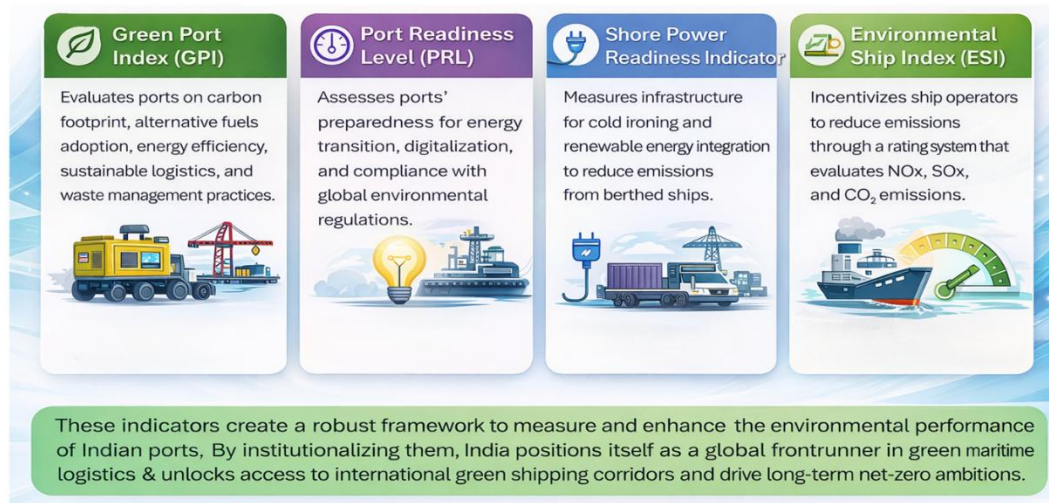 Green Port
Index (GPI)
Evaluates ports on carbon
footprint, alternative fuels
adoption, energy efficiency,
sustainable logistics, and
waste management practices.
Port Readiness
Level (PRL)
Assesses ports'
preparedness for energy
transition, digitalization,
and compliance with
global environmental
regulations.
Shore Power
Readiness Indicator
Measures infrastructure
for cold ironing and
renewable energy integration
to reduce emissions
from berthed ships.
Environmental
Ship Index (ESI)
Incentivizes ship operators
to reduce emissions
through a rating system that
evaluates NOx, SOx,
and CO₂ emissions.
These indicators create a robust framework to measure and enhance the environmental performance
of Indian ports. By institutionalizing them, India positions itself as a global frontrunner in green maritime
logistics & unlocks access to international green shipping corridors and drive long-term net-zero ambitions.